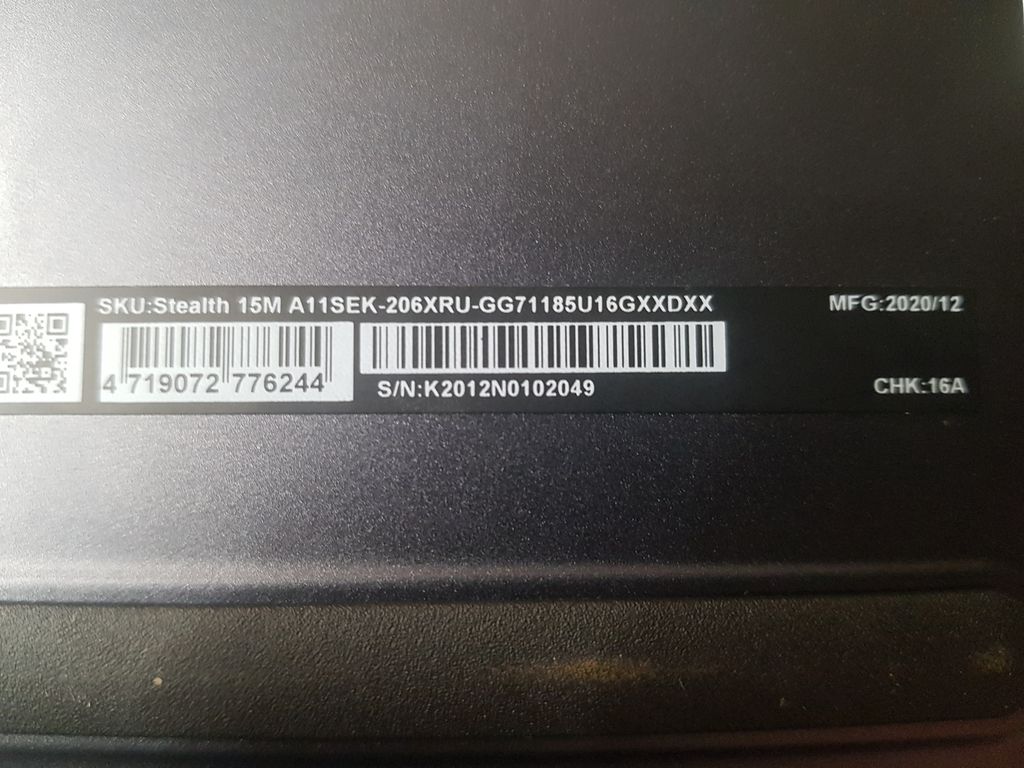 SKU:Stealth 15M A11SEK-206XRU-GG71185U16GXXDXX
MFG:2020/12
4 719072 776244
S/N:K2012N0102049
CHK:16A